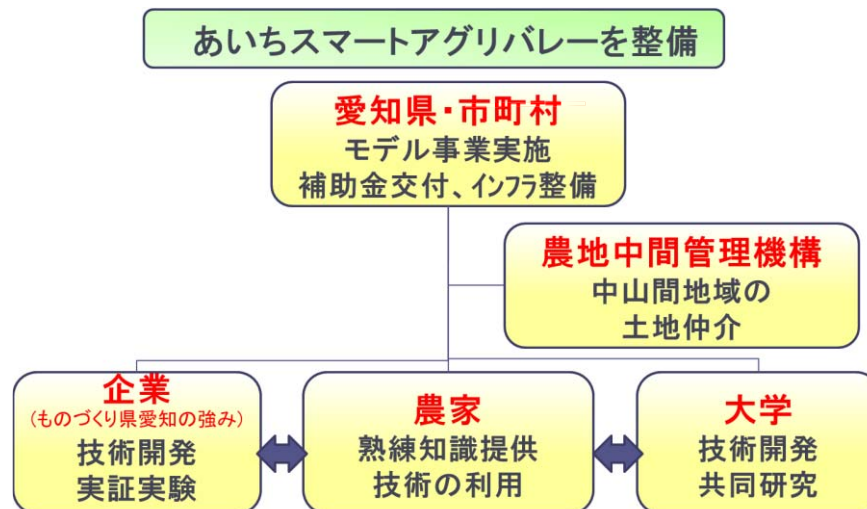 あいちスマートアグリバレーを整備
愛知県・市町村
モデル事業実施
補助金交付、インフラ整備
農地中間管理機構
中山間地域の
土地仲介
企業
(ものづくり県愛知の強み)
技術開発
実証実験
農家
熟練知識提供
技術の利用
大学
技術開発
共同研究